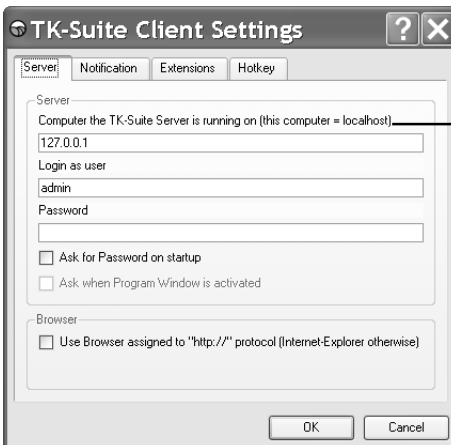 TK-Suite Client Settings
Server Notification Extensions Hotkey
Server
Computer the TK-Suite Server is running on (this computer = localhost)
127.0.0.1
Login as user
admin
Password
Ask for Password on startup
Ask when Program Window is activated
Browser
Use Browser assigned to "http://" protocol (Internet-Explorer otherwise)
OK Cancel